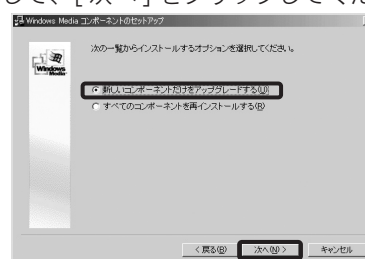 して、[次へ] をクリックしてくだ
Windows Media コンポーネントのセットアップ
次の一覧からインストールするオプションを選択してください。
Windows Media
新しいコンポーネントだけをアップグレードする(U)
すべてのコンポーネントを再インストールする(R)
< 戻る(B)
次へ(N) >
キャンセル